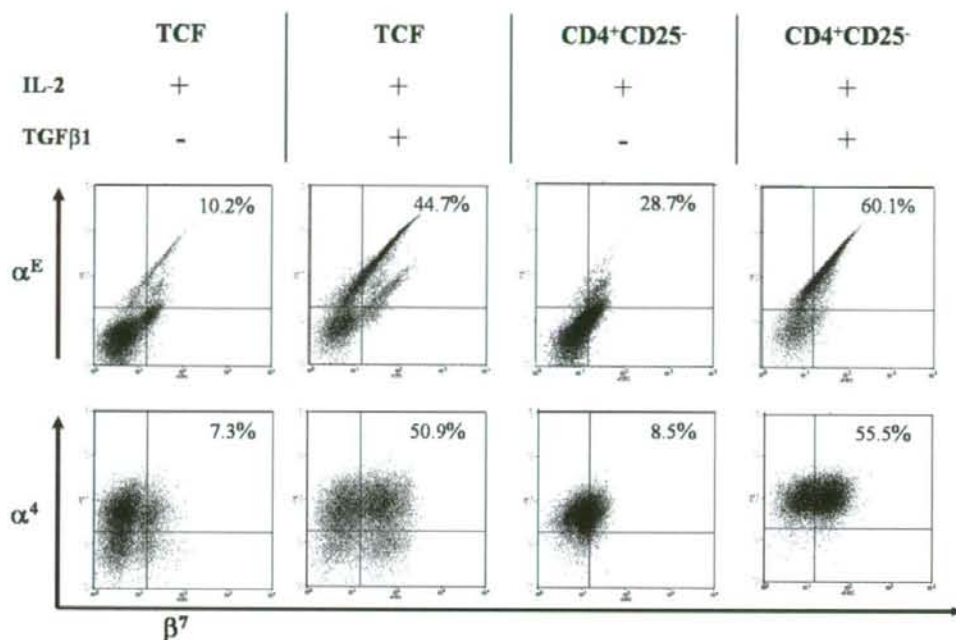 TCF TCF CD4⁺CD25⁻ CD4⁺CD25⁻
IL-2 + + + +
TGFβ1 - + - +
10.2% 44.7% 28.7% 60.1%
αᴱ
7.3% 50.9% 8.5% 55.5%
α⁴
β⁷